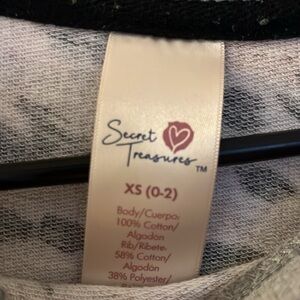 Secret
Treasures
TM
XS (0-2)
Body/Cuerpo:
100% Cotton/
Algodón
Rib/Ribete:
58% Cotton/
Algodón
38% Polyester/